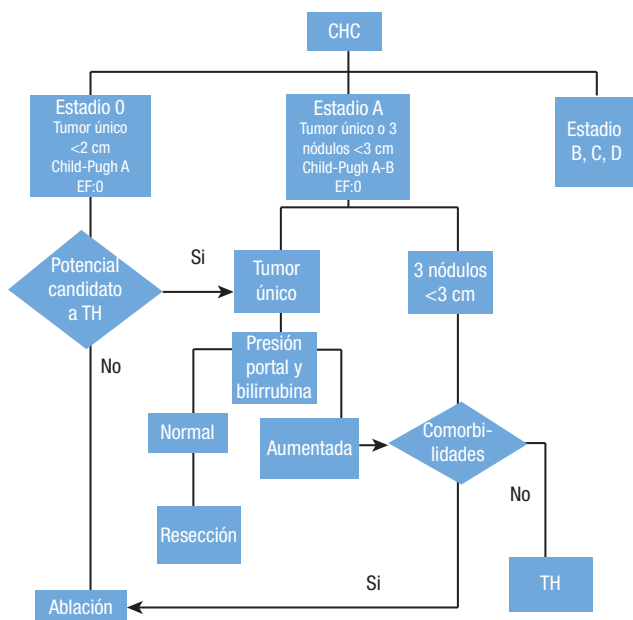 CHC
Estadio 0
Tumor único
<2 cm
Child-Pugh A
EF:0
Estadio A
Tumor único o 3
nódulos <3 cm
Child-Pugh A-B
EF:0
Estadio
B, C, D
Potencial
candidato
a TH
Si
Tumor
único
3 nódulos
<3 cm
No
Presión
portal y
bilirrubina
Normal
Aumentada
Comorbi-
lidades
No
Resección
TH
Si
Ablación